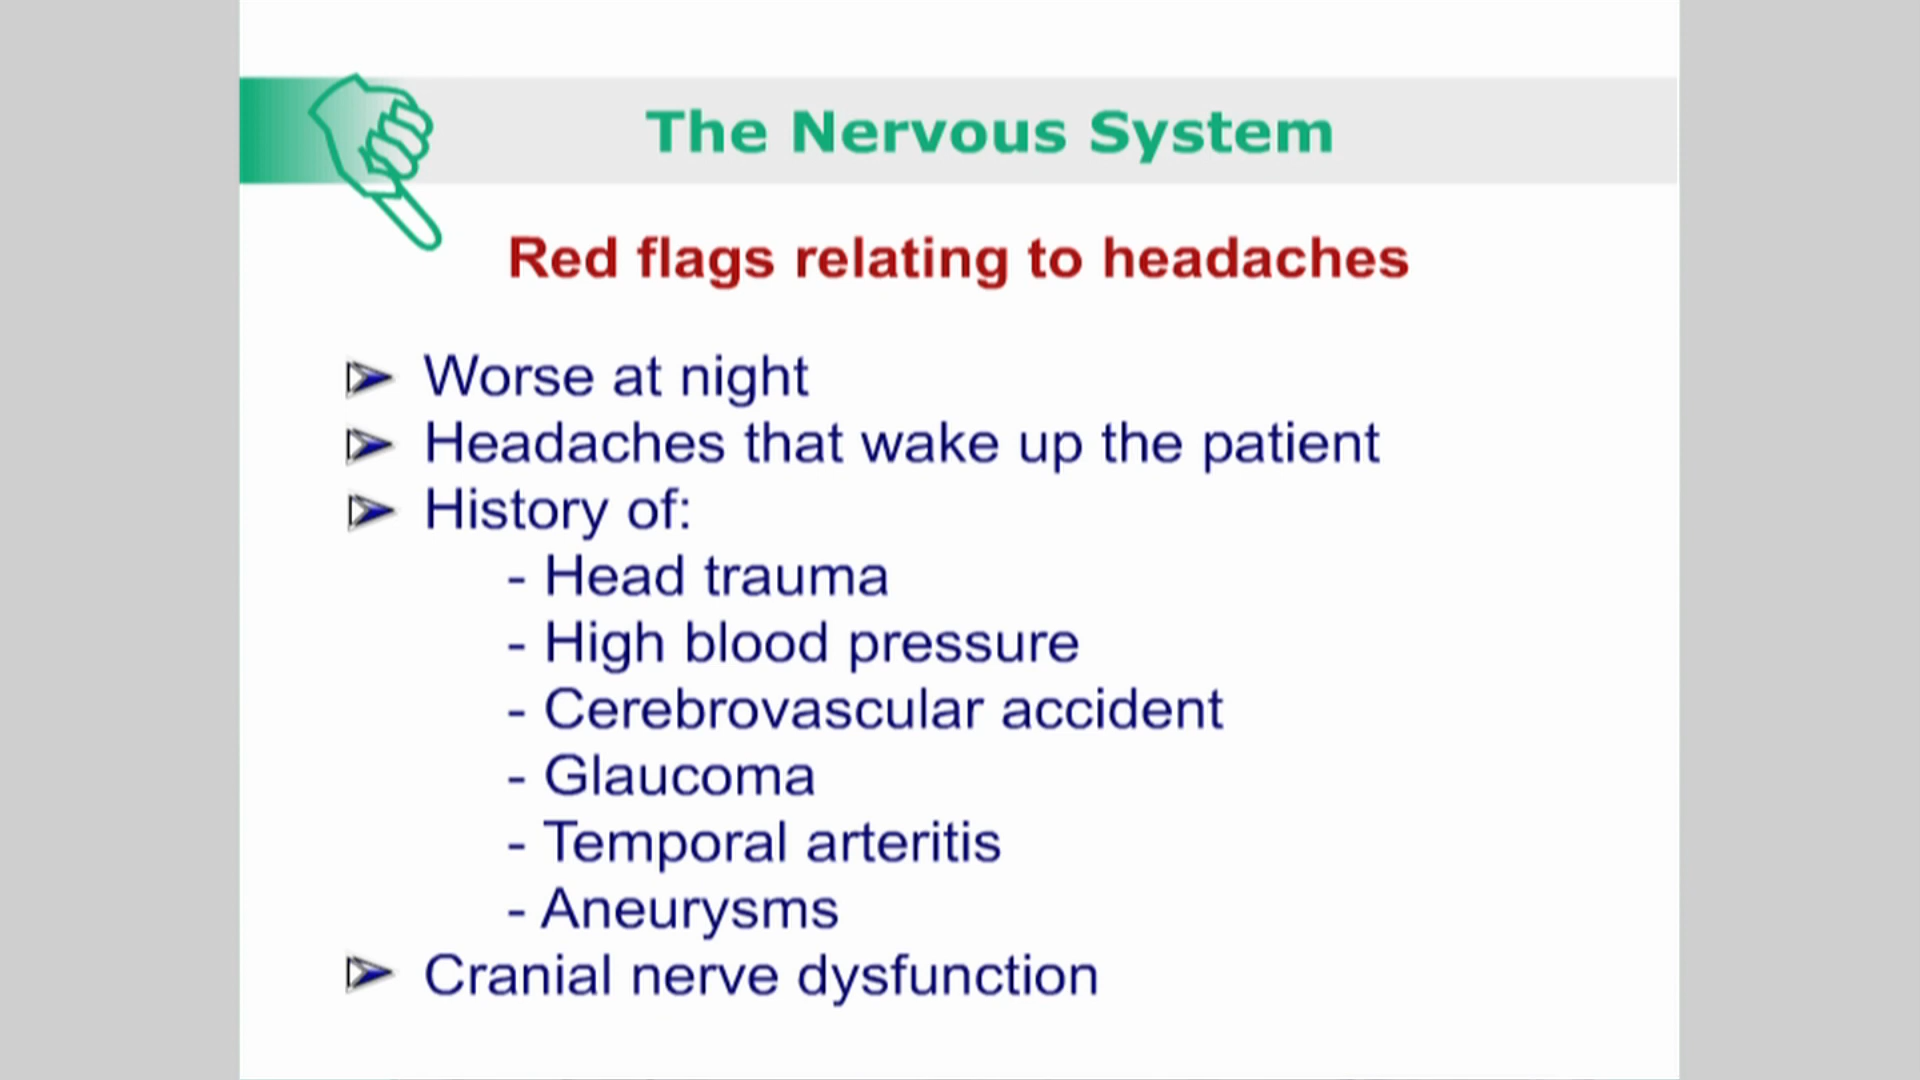 The Nervous System
Red flags relating to headaches
Worse at night
Headaches that wake up the patient
History of:
- Head trauma
- High blood pressure
- Cerebrovascular accident
- Glaucoma
- Temporal arteritis
- Aneurysms
Cranial nerve dysfunction